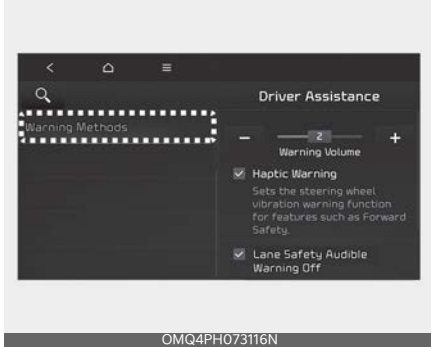 Driver Assistance
Warning Methods
2
Warning Volume
Haptic Warning
Sets the steering wheel
vibration warning function
for features such as Forward
Safety.
Lane Safety Audible
Warning Off
OMQ4PH073116N